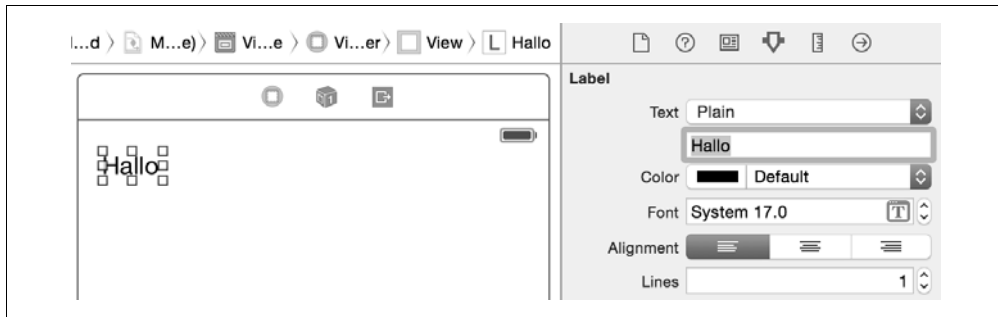 l...d 〉 M...e) 〉 Vi...e 〉 Vi...er 〉 View 〉 L Hallo
Hallo
Label
Text Plain
Hallo
Color Default
Font System 17.0 T
Alignment
Lines 1